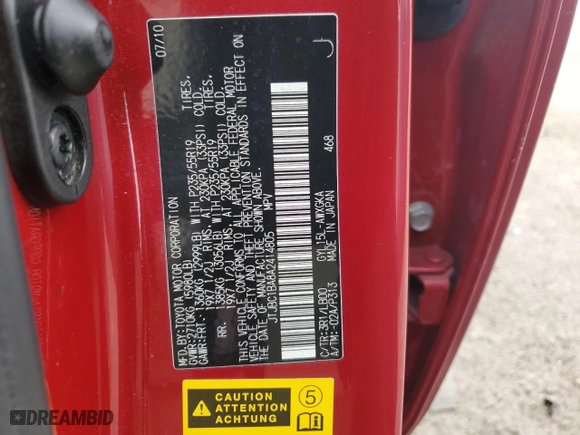 MFD.BY:TOYOTA MOTOR CORPORATION 07/10
GVWR:2710KG (5980LB)
GAWR:FRT: 1360KG (2990LB) WITH P235/55R19 TIRES,
19X7 1/2J RIMS, AT 230KPA (33PSI) COLD.
RR. 1385KG (3056LB) WITH P235/55R19 TIRES,
19X7 1/2J RIMS, AT 230KPA (33PSI) COLD.
THIS VEHICLE CONFORMS TO ALL APPLICABLE FEDERAL MOTOR
VEHICLE SAFETY AND THEFT PREVENTION STANDARDS IN EFFECT ON
THE DATE OF MANUFACTURE SHOWN ABOVE.
JTJBC1BA8A2414805 MPV
C/TR:3R1/LB00 GYL15L-AWXGKA 468
A/TM:-02A/P313 MADE IN JAPAN
J
CAUTION
ATTENTION
ACHTUNG
5
DREAMBID